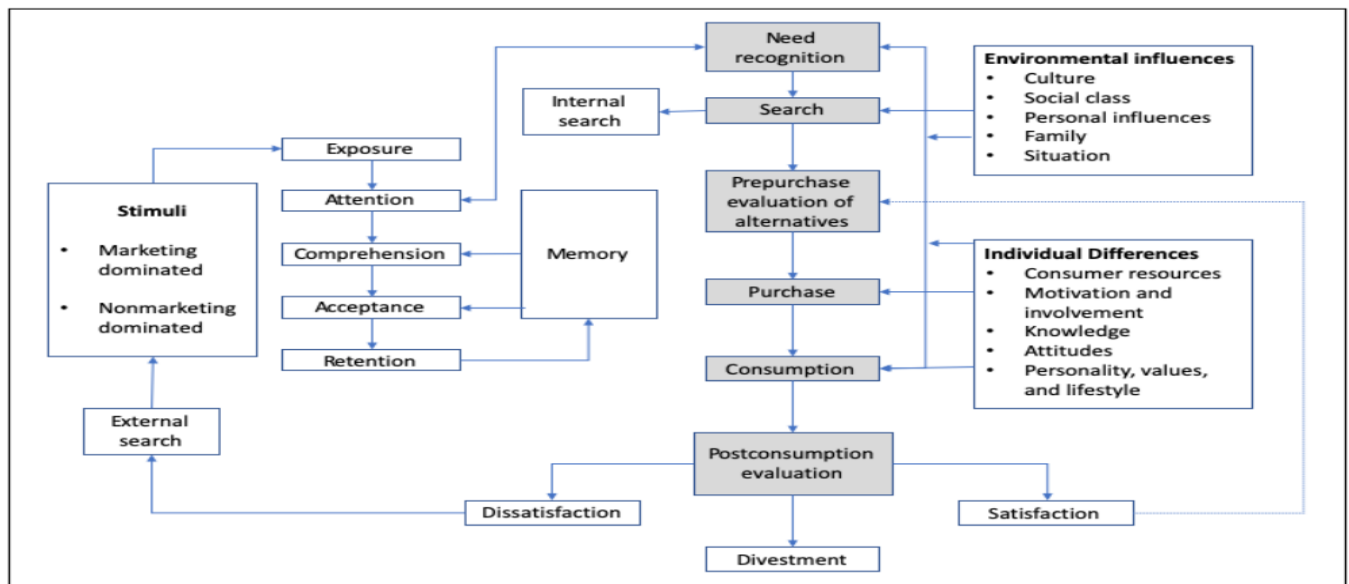 Need
recognition
Environmental influences
• Culture
• Social class
• Personal influences
• Family
• Situation
Internal
search
Search
Exposure
Stimuli
• Marketing
dominated
• Nonmarketing
dominated
Attention
Comprehension
Acceptance
Retention
Memory
Prepurchase
evaluation of
alternatives
Purchase
Consumption
Individual Differences
• Consumer resources
• Motivation and
involvement
• Knowledge
• Attitudes
• Personality, values,
and lifestyle
External
search
Postconsumption
evaluation
Dissatisfaction
Satisfaction
Divestment